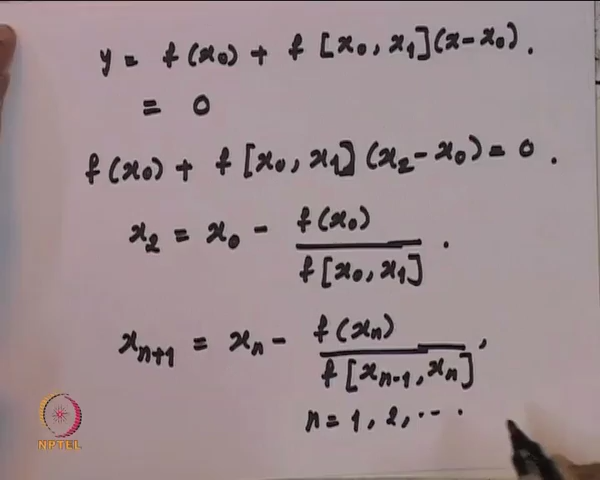 y = f(x₀) + f[x₀, x₁](x-x₀).
= 0
f(x₀) + f[x₀, x₁](x₂-x₀) = 0.
x₂ = x₀ - f(x₀) / f[x₀, x₁].
xₙ₊₁ = xₙ - f(xₙ) / f[xₙ₋₁, xₙ],
n = 1, 2, ....
NPTEL